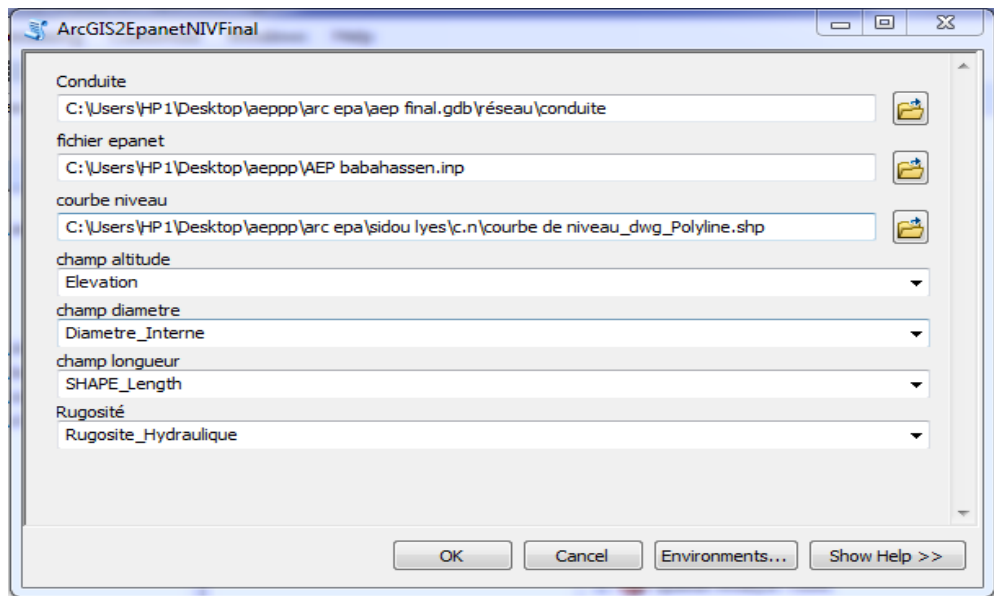 ArcGIS2EpanetNIVFinal
Conduite
C:\Users\HP1\Desktop\aeppp\arc epa\aep final.gdb\réseau\conduite
fichier epanet
C:\Users\HP1\Desktop\aeppp\AEP babahassen.inp
courbe niveau
C:\Users\HP1\Desktop\aeppp\arc epa\sidou lyes\c.n\courbe de niveau_dwg_Polyline.shp
champ altitude
Elevation
champ diametre
Diametre_Interne
champ longueur
SHAPE_Length
Rugosité
Rugosite_Hydraulique
OK Cancel Environments... Show Help >>